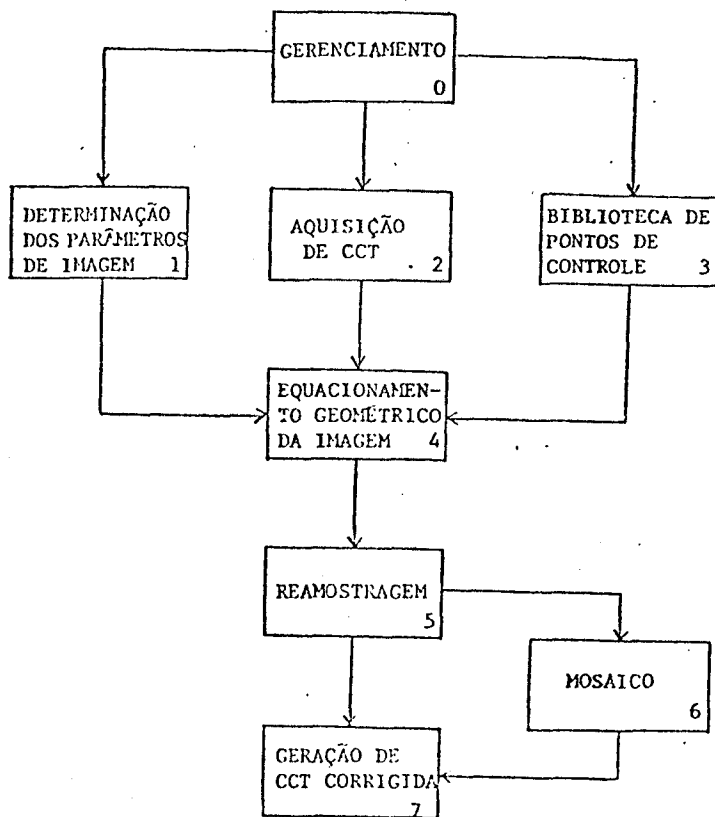 GERENCIAMENTO
0
DETERMINAÇÃO
DOS PARÂMETROS
DE IMAGEM 1
AQUISIÇÃO
DE CCT 2
BIBLIOTECA DE
PONTOS DE
CONTROLE 3
EQUACIONAMEN-
TO GEOMÉTRICO
DA IMAGEM 4
REAMOSTRAGEM
5
MOSAICO
6
GERAÇÃO DE
CCT CORRIGIDA
7